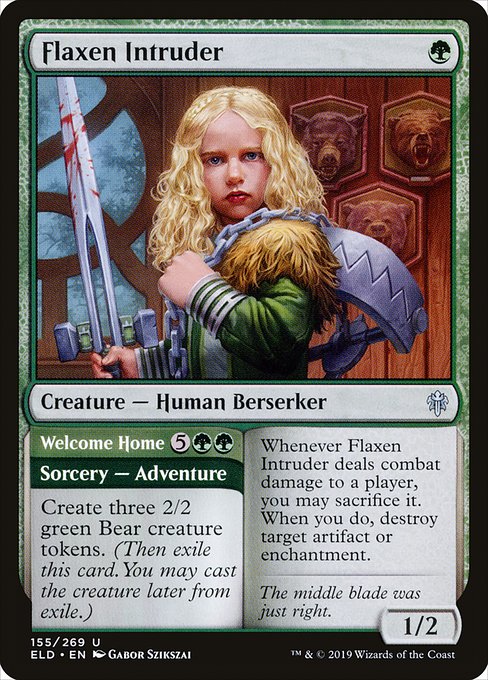 Flaxen Intruder
Creature — Human Berserker
Welcome Home 5
Sorcery — Adventure
Create three 2/2
green Bear creature
tokens. (Then exile
this card. You may cast
the creature later from
exile.)
Whenever Flaxen
Intruder deals combat
damage to a player,
you may sacrifice it.
When you do, destroy
target artifact or
enchantment.
The middle blade was
just right.
1/2
155/269 U
ELD • EN Gabor Szikszai
™ & © 2019 Wizards of the Coast